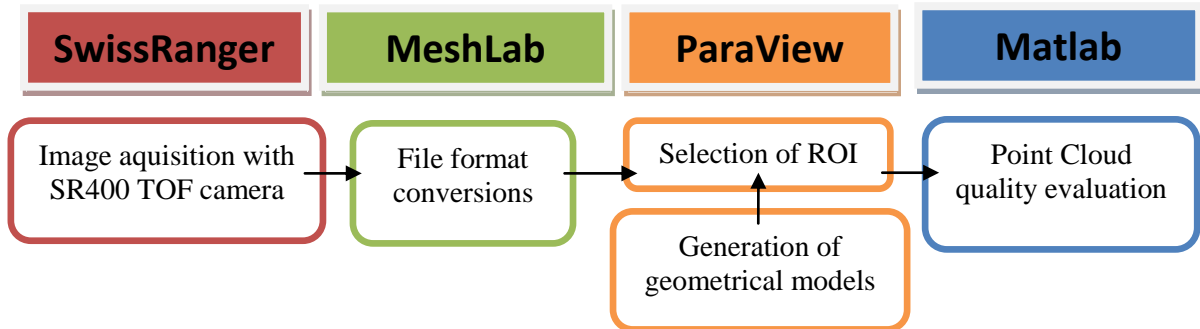 SwissRanger
MeshLab
ParaView
Matlab
Image aquisition with
SR400 TOF camera
File format
conversions
Selection of ROI
Generation of
geometrical models
Point Cloud
quality evaluation